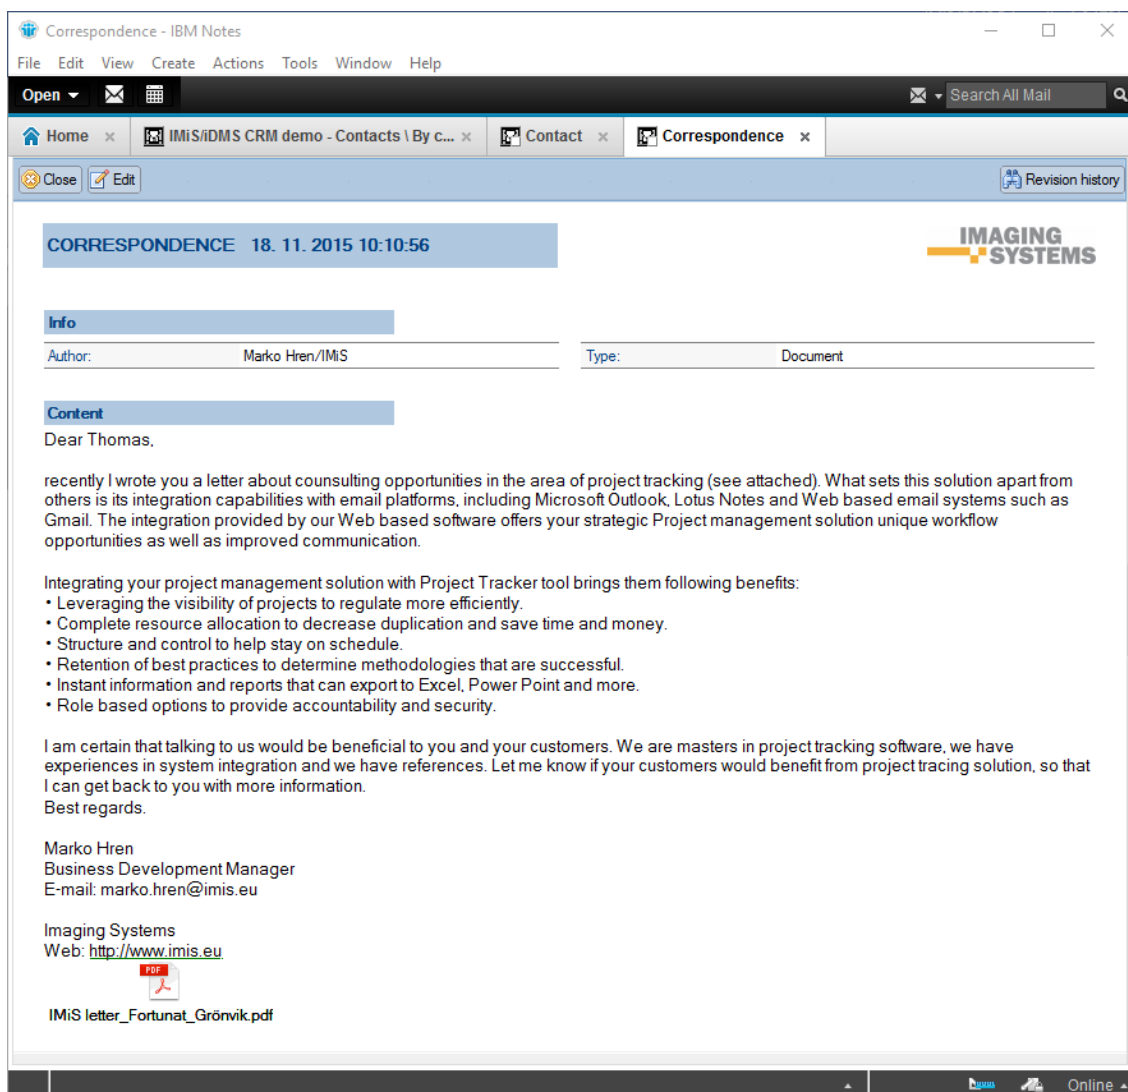 Correspondence - IBM Notes
File Edit View Create Actions Tools Window Help
Open Search All Mail
Home IMiS/iDMS CRM demo - Contacts \ By c... Contact Correspondence
Close Edit Revision history
CORRESPONDENCE 18. 11. 2015 10:10:56
IMAGING
SYSTEMS
Info
Author: Marko Hren/IMiS Type: Document
Content
Dear Thomas,
recently I wrote you a letter about counsulting opportunities in the area of project tracking (see attached). What sets this solution apart from
others is its integration capabilities with email platforms, including Microsoft Outlook, Lotus Notes and Web based email systems such as
Gmail. The integration provided by our Web based software offers your strategic Project management solution unique workflow
opportunities as well as improved communication.
Integrating your project management solution with Project Tracker tool brings them following benefits:
• Leveraging the visibility of projects to regulate more efficiently.
• Complete resource allocation to decrease duplication and save time and money.
• Structure and control to help stay on schedule.
• Retention of best practices to determine methodologies that are successful.
• Instant information and reports that can export to Excel, Power Point and more.
• Role based options to provide accountability and security.
I am certain that talking to us would be beneficial to you and your customers. We are masters in project tracking software, we have
experiences in system integration and we have references. Let me know if your customers would benefit from project tracing solution, so that
I can get back to you with more information.
Best regards.
Marko Hren
Business Development Manager
E-mail: marko.hren@imis.eu
Imaging Systems
Web: http://www.imis.eu
PDF
IMiS letter_Fortunat_Grönvik.pdf
Online